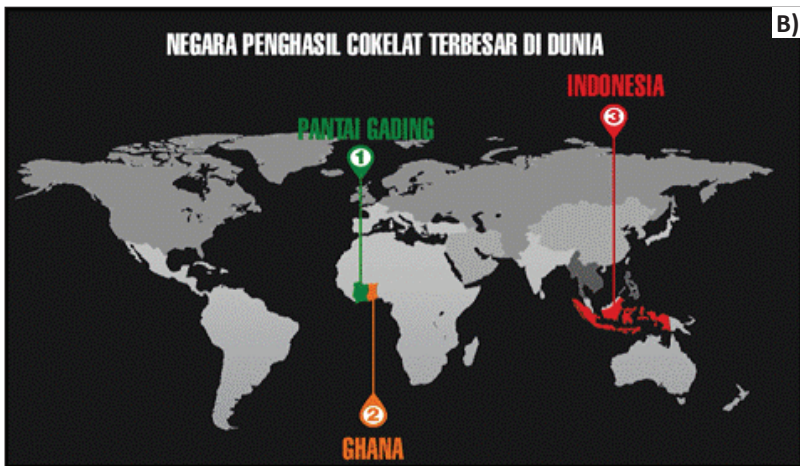 B)
NEGARA PENGHASIL COKELAT TERBESAR DI DUNIA
INDONESIA
3
PANTAI GADING
1
2
GHANA